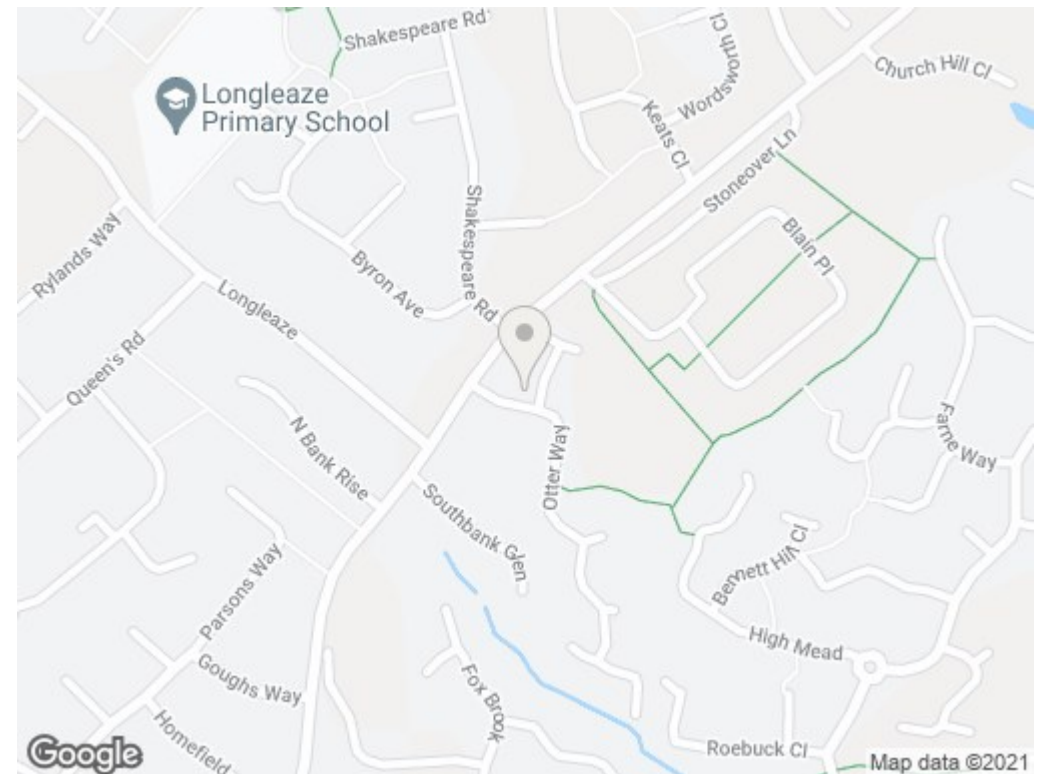 Shakespeare Rd
Longleaze
Primary School
Wordsworth Cl
Church Hill Cl
Keats Cl
Stoneover Ln
Shakespeare Rd
Blain Pl
Rylands Way
Byron Ave
Longleaze
Queen's Rd
N Bank Rise
Otter Way
Farne Way
Southbank Glen
Bennett Hill Cl
Parsons Way
High Mead
Goughs Way
Fox Brook
Homefield
Roebuck Cl
Google
Map data ©2021